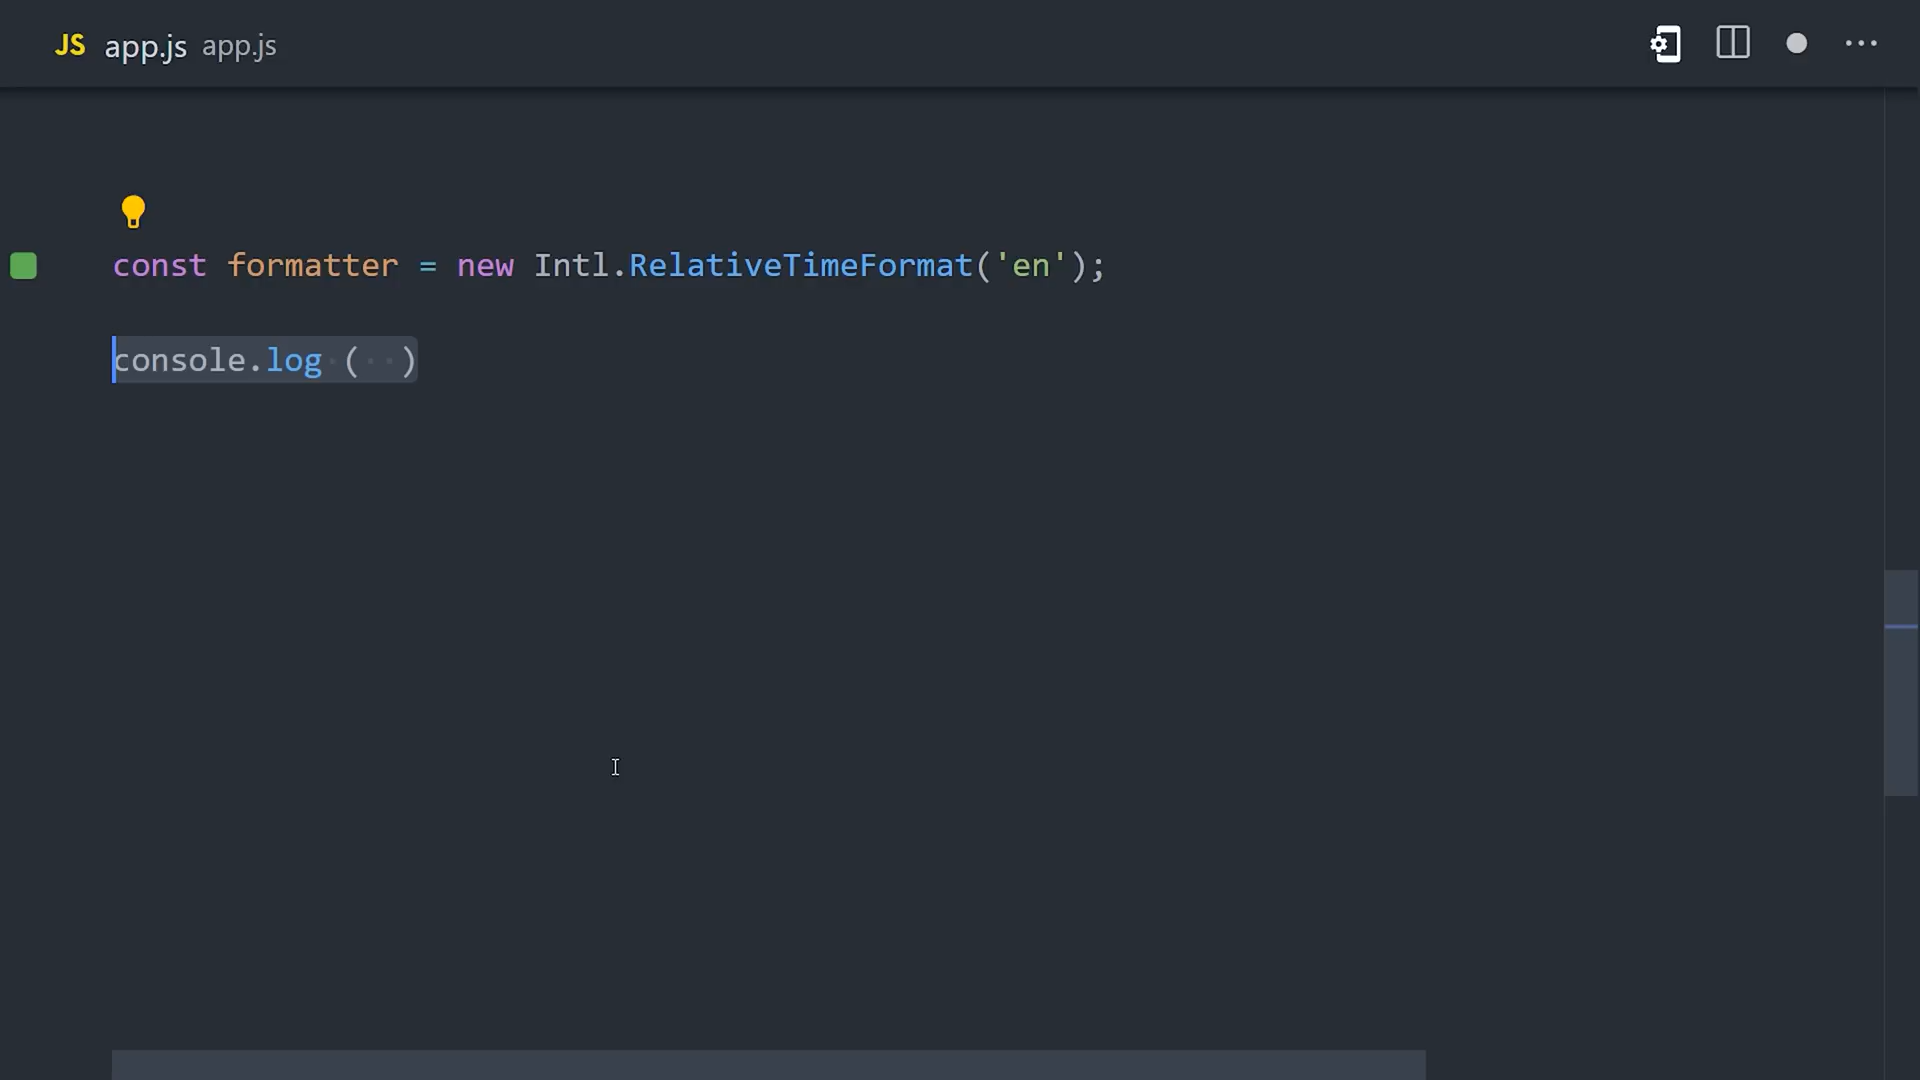 JS app.js app.js
const formatter = new Intl.RelativeTimeFormat('en');
console.log (  )